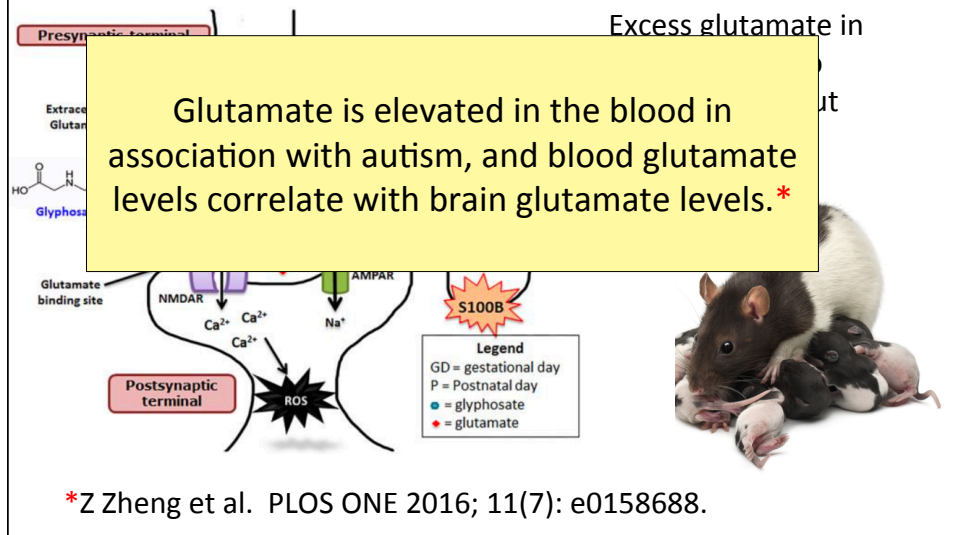 Presynaptic terminal
Excess glutamate in
Glutamate is elevated in the blood in
association with autism, and blood glutamate
levels correlate with brain glutamate levels.*
HO
O
H
N
NMDAR
AMPAR
Glutamate
binding site
Ca²⁺ Ca²⁺
Ca²⁺
Na⁺
S100B
Legend
GD = gestational day
P = Postnatal day
= glyphosate
= glutamate
Postsynaptic
terminal
ROS
*Z Zheng et al. PLOS ONE 2016; 11(7): e0158688.